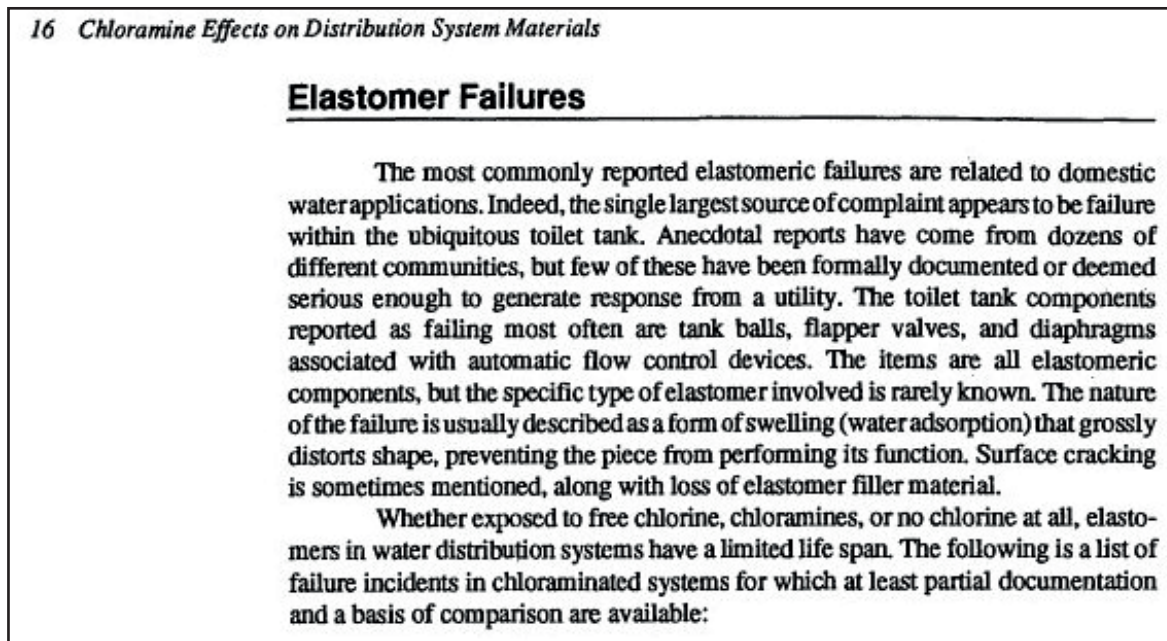 16 Chloramine Effects on Distribution System Materials
Elastomer Failures
The most commonly reported elastomeric failures are related to domestic
water applications. Indeed, the single largest source of complaint appears to be failure
within the ubiquitous toilet tank. Anecdotal reports have come from dozens of
different communities, but few of these have been formally documented or deemed
serious enough to generate response from a utility. The toilet tank components
reported as failing most often are tank balls, flapper valves, and diaphragms
associated with automatic flow control devices. The items are all elastomeric
components, but the specific type of elastomer involved is rarely known. The nature
of the failure is usually described as a form of swelling (water adsorption) that grossly
distorts shape, preventing the piece from performing its function. Surface cracking
is sometimes mentioned, along with loss of elastomer filler material.
Whether exposed to free chlorine, chloramines, or no chlorine at all, elasto-
mers in water distribution systems have a limited life span. The following is a list of
failure incidents in chloraminated systems for which at least partial documentation
and a basis of comparison are available: